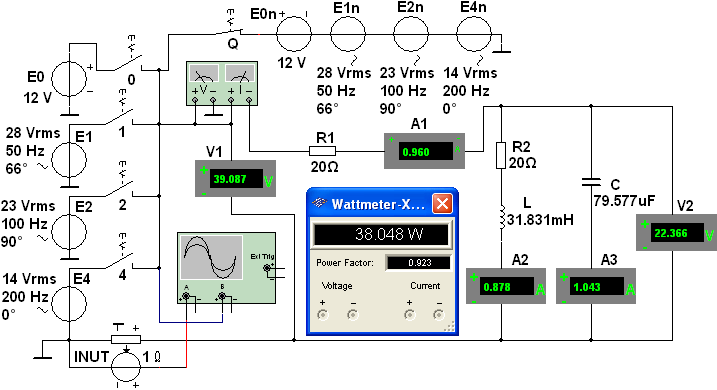 E0n + − E1n E2n E4n
Q
12 V
28 Vrms 23 Vrms 14 Vrms
50 Hz 100 Hz 200 Hz
66° 90° 0°
E0
12 V
0
28 Vrms
50 Hz
66°
E1
1
23 Vrms
100 Hz
90°
E2
2
14 Vrms
200 Hz
0°
E4
4
V I
V1
39.087 V
R1
20Ω
A1
0.960
R2
20Ω
L
31.831mH
C
79.577uF
V2
22.366 V
A2
0.878 A
A3
1.043 A
Ext Trig
A B
Wattmeter-X...
38.048 W
Power Factor: 0.923
Voltage Current
+ − + −
T
INUT 1 Ω